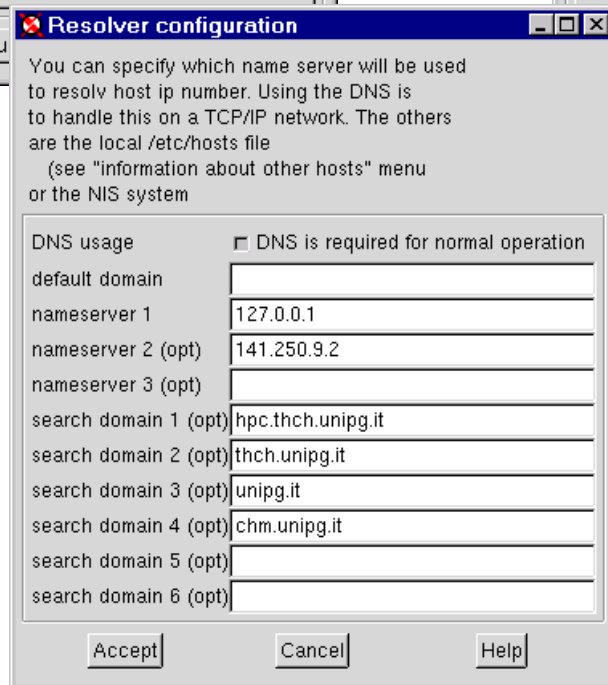 Resolver configuration
u
You can specify which name server will be used
to resolv host ip number. Using the DNS is
to handle this on a TCP/IP network. The others
are the local /etc/hosts file
(see "information about other hosts" menu
or the NIS system
DNS usage DNS is required for normal operation
default domain
nameserver 1 127.0.0.1
nameserver 2 (opt) 141.250.9.2
nameserver 3 (opt)
search domain 1 (opt) hpc.thch.unipg.it
search domain 2 (opt) thch.unipg.it
search domain 3 (opt) unipg.it
search domain 4 (opt) chm.unipg.it
search domain 5 (opt)
search domain 6 (opt)
Accept Cancel Help